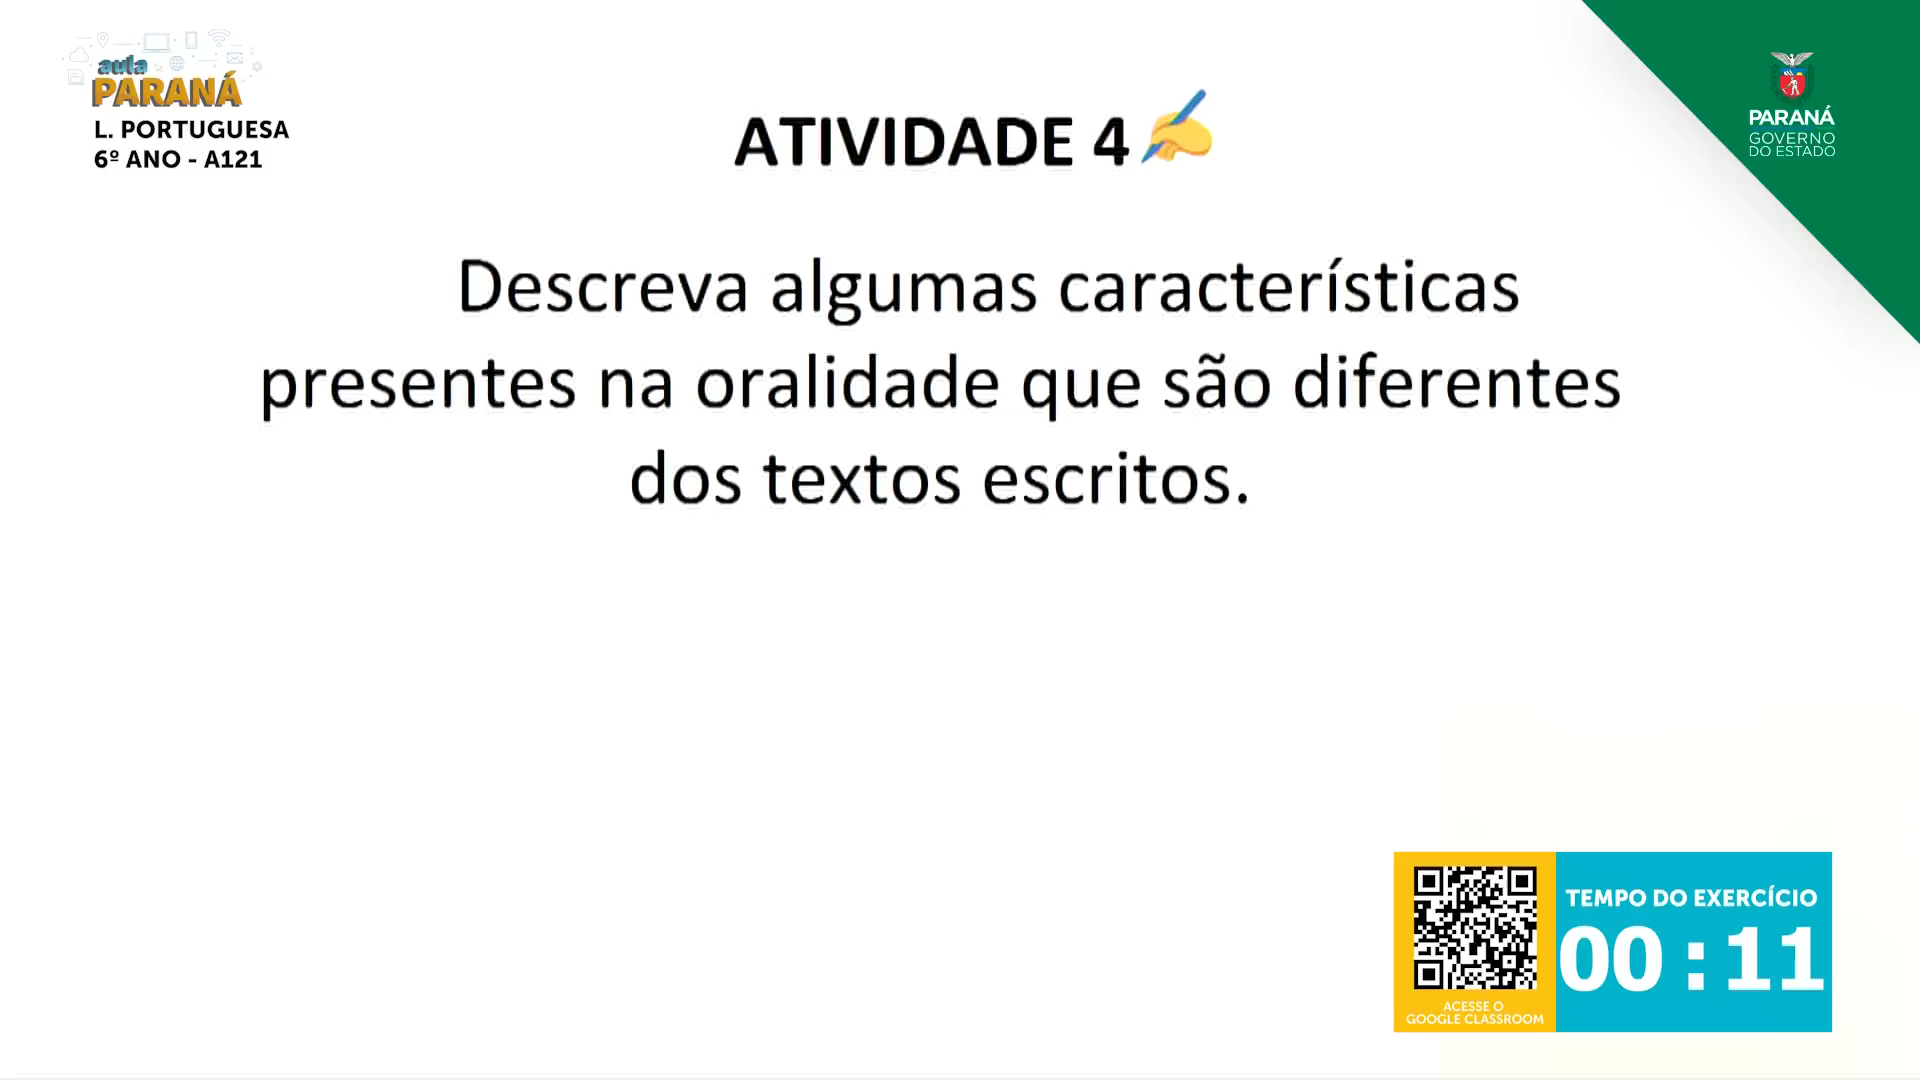 aula
PARANÁ
L. PORTUGUESA
6º ANO - A121
PARANÁ
GOVERNO
DO ESTADO
ATIVIDADE 4
Descreva algumas características
presentes na oralidade que são diferentes
dos textos escritos.
ACESSE O
GOOGLE CLASSROOM
TEMPO DO EXERCÍCIO
00 : 11